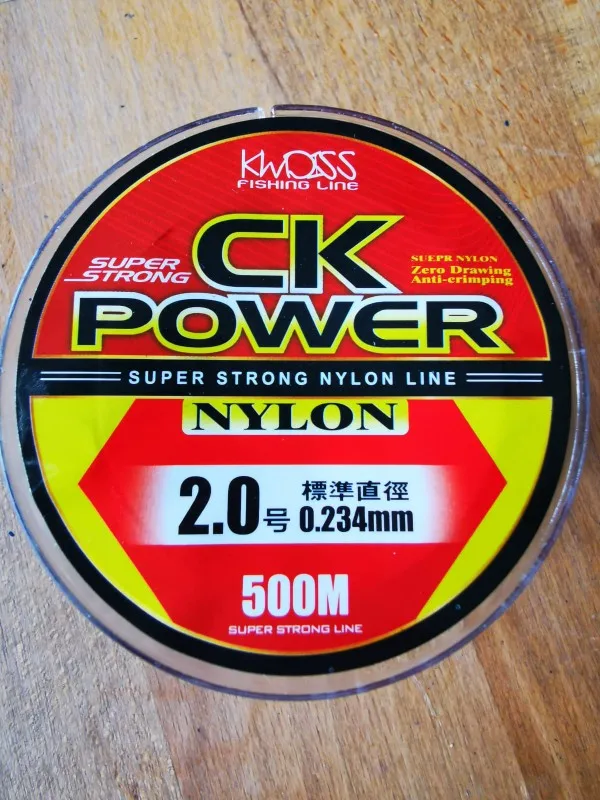 KWOSS
FISHING LINE
CK
SUPER
STRONG
SUEPR NYLON
Zero Drawing
Anti-crimping
POWER
SUPER STRONG NYLON LINE
NYLON
2.0号 標準直徑
0.234mm
500M
SUPER STRONG LINE